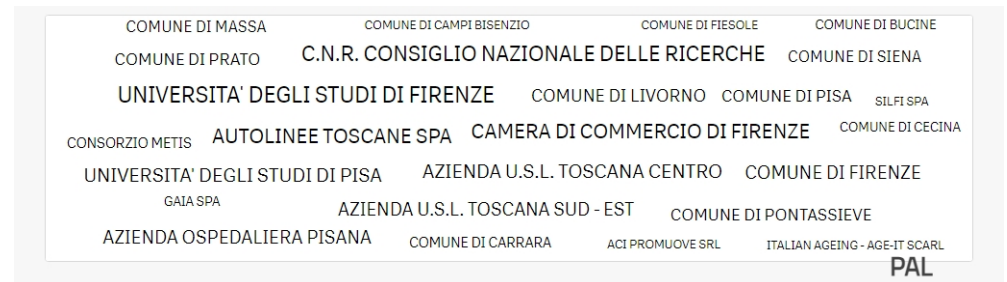 COMUNE DI MASSA COMUNE DI CAMPI BISENZIO COMUNE DI FIESOLE COMUNE DI BUCINE
COMUNE DI PRATO C.N.R. CONSIGLIO NAZIONALE DELLE RICERCHE COMUNE DI SIENA
UNIVERSITA' DEGLI STUDI DI FIRENZE COMUNE DI LIVORNO COMUNE DI PISA SILFI SPA
CONSORZIO METIS AUTOLINEE TOSCANE SPA CAMERA DI COMMERCIO DI FIRENZE COMUNE DI CECINA
UNIVERSITA' DEGLI STUDI DI PISA AZIENDA U.S.L. TOSCANA CENTRO COMUNE DI FIRENZE
GAIA SPA AZIENDA U.S.L. TOSCANA SUD - EST COMUNE DI PONTASSIEVE
AZIENDA OSPEDALIERA PISANA COMUNE DI CARRARA ACI PROMUOVE SRL ITALIAN AGEING - AGE-IT SCARL
PAL